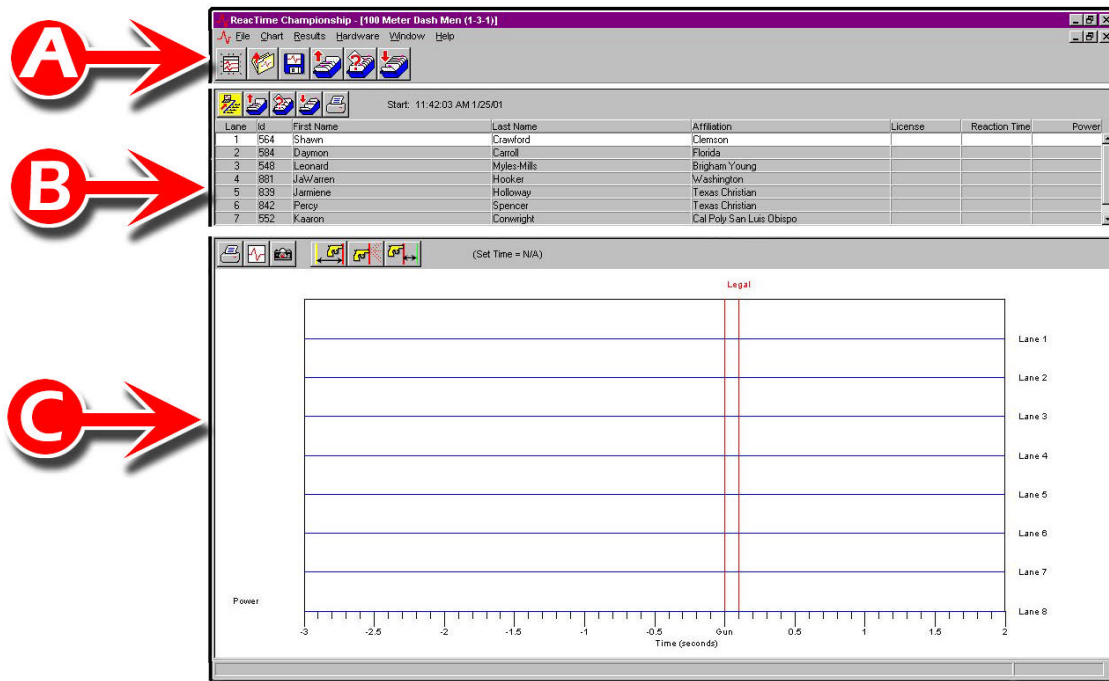 ReacTime Championship - [100 Meter Dash Men (1-3-1)]
A
File Chart Results Hardware Window Help
Start: 11:42:03 AM 1/25/01
Lane Id First Name Last Name Affiliation License Reaction Time Power
1 564 Shawn Crawford Clemson
2 584 Daymon Carroll Florida
3 548 Leonard Myles-Mills Brigham Young
B
4 881 JaWarren Hooker Washington
5 839 Jarmiene Holloway Texas Christian
6 842 Percy Spencer Texas Christian
7 552 Kaaron Conwright Cal Poly San Luis Obispo
(Set Time = N/A)
Legal
Lane 1
Lane 2
C
Lane 3
Lane 4
Lane 5
Lane 6
Lane 7
Power
Lane 8
-3 -2.5 -2 -1.5 -1 -0.5 Gun 0.5 1 1.5 2
Time (seconds)